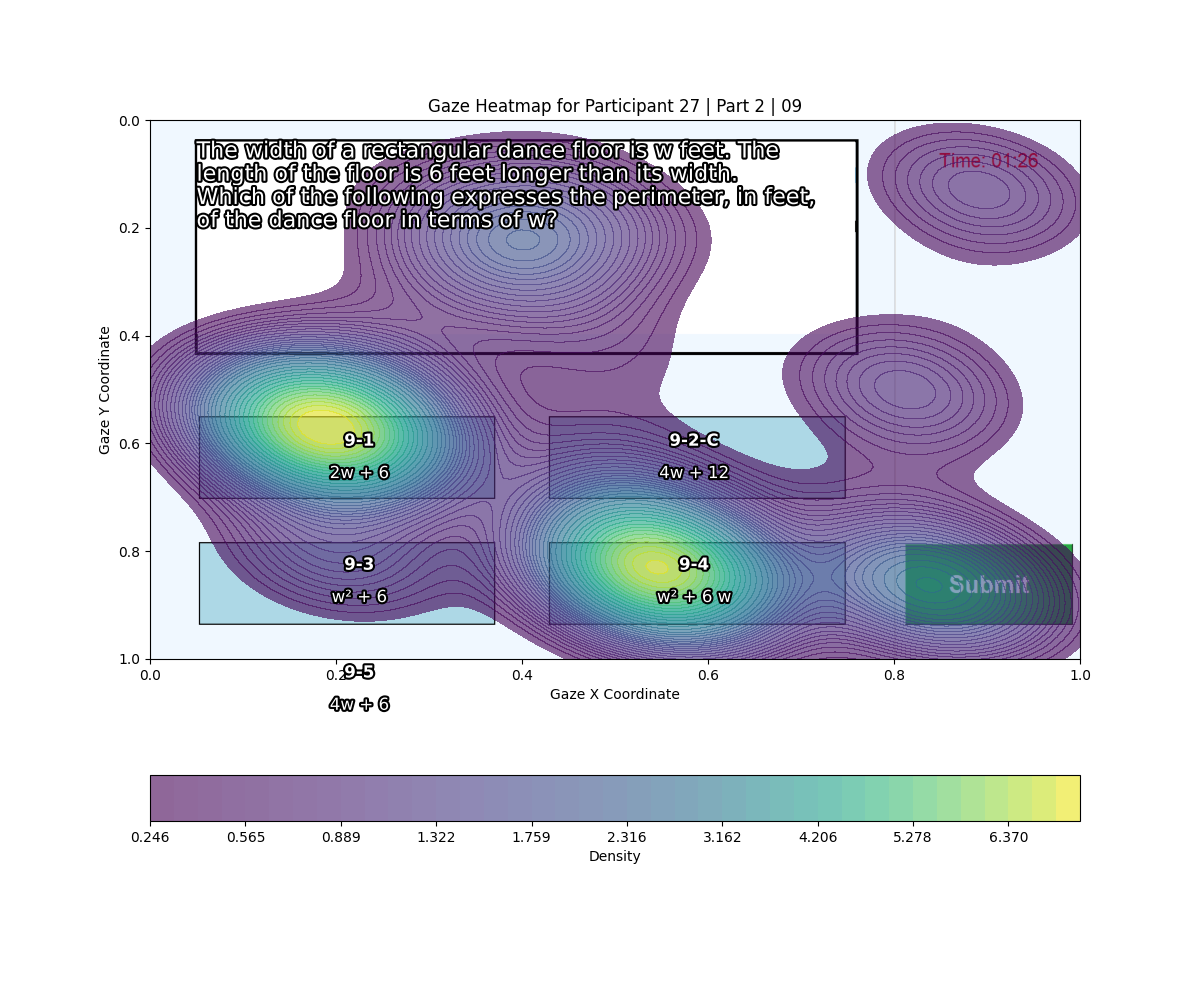 Gaze Heatmap for Participant 27 | Part 2 | 09
The width of a rectangular dance floor is w feet. The
length of the floor is 6 feet longer than its width.
Which of the following expresses the perimeter, in feet,
of the dance floor in terms of w?
Time: 01:26
0.0
0.2
0.4
0.6
0.8
1.0
Gaze Y Coordinate
9-1
2w + 6
9-2-C
4w + 12
9-3
w² + 6
9-4
w² + 6 w
Submit
0.0
0.2
0.4
0.6
0.8
1.0
Gaze X Coordinate
9-5
4w + 6
0.246
0.565
0.889
1.322
1.759
2.316
3.162
4.206
5.278
6.370
Density